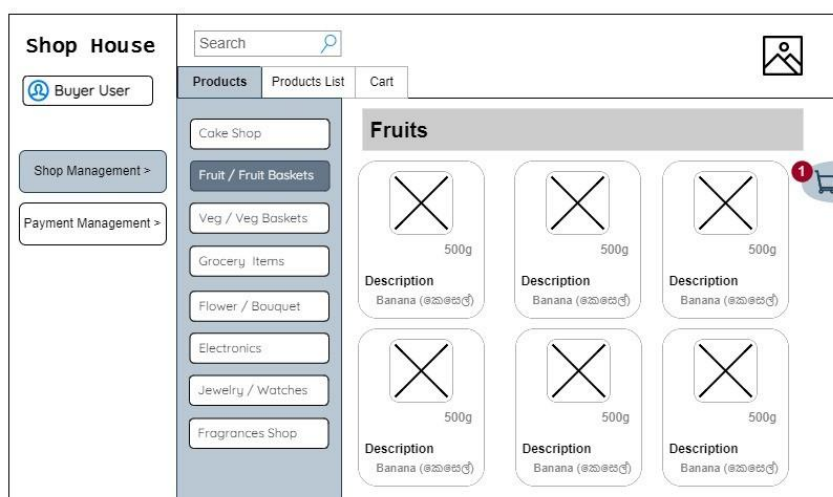 Shop House
Buyer User
Shop Management >
Payment Management >
Search
Products
Products List
Cart
Cake Shop
Fruit / Fruit Baskets
Veg / Veg Baskets
Grocery Items
Flower / Bouquet
Electronics
Jewelry / Watches
Fragrances Shop
Fruits
1
500g
500g
500g
Description
Description
Description
Banana (කෙසෙල්)
Banana (කෙසෙල්)
Banana (කෙසෙල්)
500g
500g
500g
Description
Description
Description
Banana (කෙසෙල්)
Banana (කෙසෙල්)
Banana (කෙසෙල්)